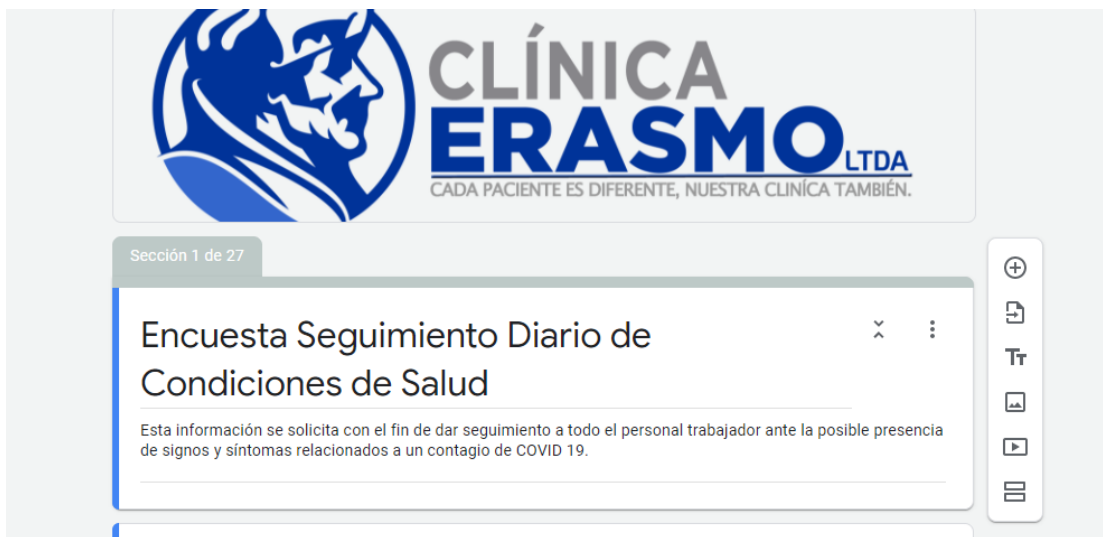 CLÍNICA
ERASMO LTDA
CADA PACIENTE ES DIFERENTE, NUESTRA CLINÍCA TAMBIÉN.
Sección 1 de 27
Encuesta Seguimiento Diario de
Condiciones de Salud
Esta información se solicita con el fin de dar seguimiento a todo el personal trabajador ante la posible presencia
de signos y síntomas relacionados a un contagio de COVID 19.
Tт